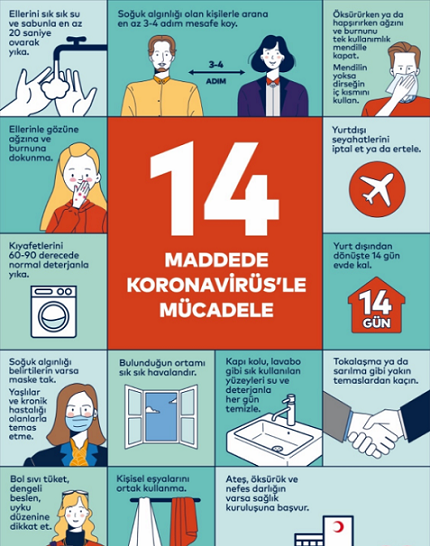 Ellerini sık sık su
ve sabunla en az
20 saniye
ovarak
yıka.
Soğuk algınlığı olan kişilerle arana
en az 3-4 adım mesafe koy.
3-4
ADIM
Öksürürken ya da
hapşırırken ağzını
ve burnunu
tek kullanımlık
mendille
kapat.
Mendilin
yoksa
dirseğin
iç kısmını
kullan.
Ellerinle gözüne
ağzına ve
burnuna
dokunma.
14
MADDEDE
KORONAVİRÜS'LE
MÜCADELE
Yurtdışı
seyahatlerini
iptal et ya da ertele.
Kıyafetlerini
60-90 derecede
normal deterjanla
yıka.
Yurt dışından
dönüşte 14 gün
evde kal.
14
GÜN
Soğuk algınlığı
belirtilerin varsa
maske tak.
Yaşlılar
ve kronik
hastalığı
olanlarla
temas
etme.
Bulunduğun ortamı
sık sık havalandır.
Kapı kolu, lavabo
gibi sık kullanılan
yüzeyleri su ve
deterjanla
her gün
temizle.
Tokalaşma ya da
sarılma gibi yakın
temaslardan kaçın.
Bol sıvı tüket,
dengeli
beslen,
uyku
düzenine
dikkat et.
Kişisel eşyalarını
ortak kullanma.
Ateş, öksürük ve
nefes darlığın
varsa sağlık
kuruluşuna başvur.